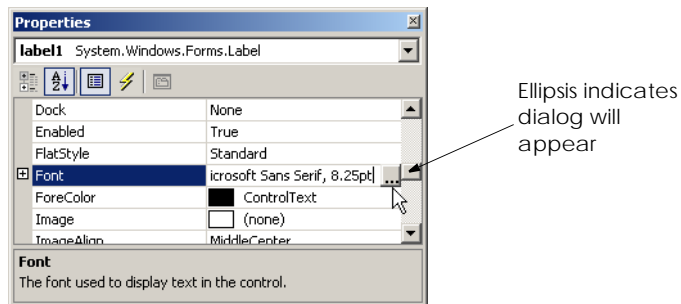 Properties
label1 System.Windows.Forms.Label
Dock None
Enabled True
FlatStyle Standard
Font icrosoft Sans Serif, 8.25pt ...
ForeColor ControlText
Image (none)
ImageAlign MiddleCenter
Font
The font used to display text in the control.
Ellipsis indicates
dialog will
appear